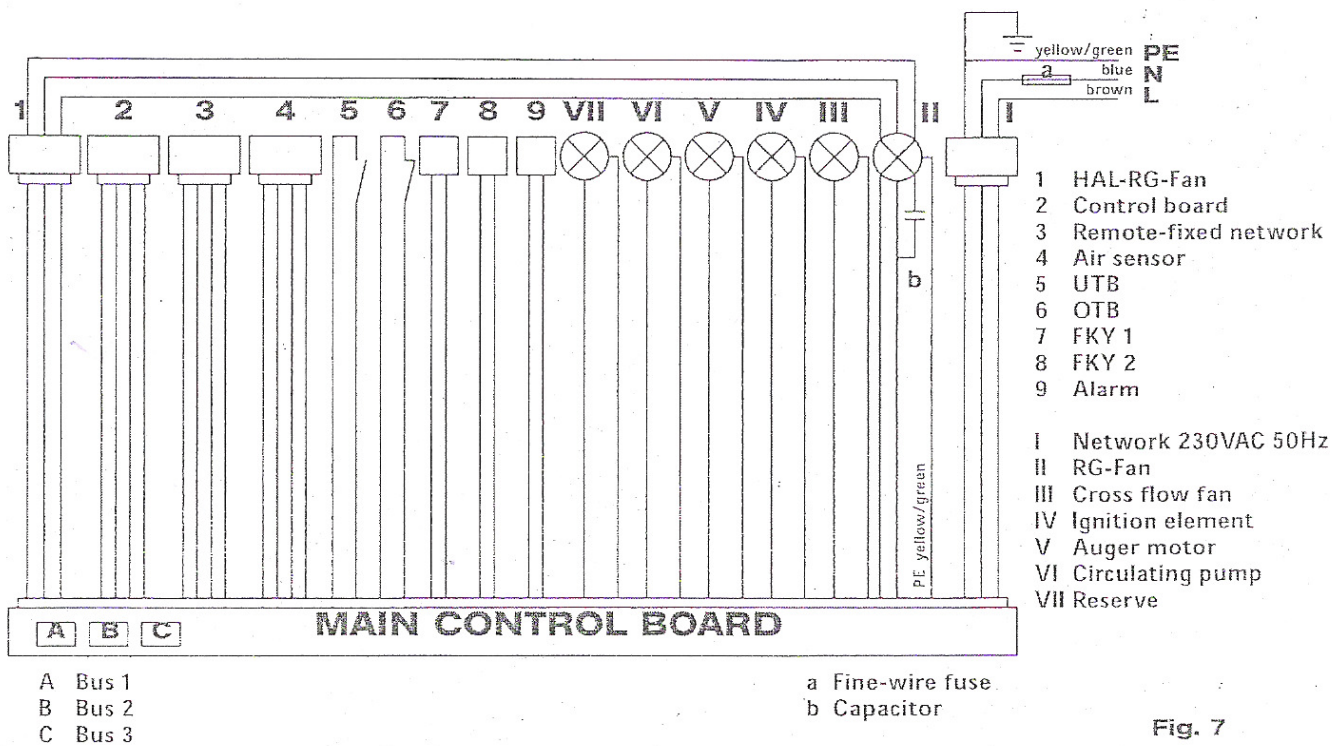 yellow/green PE
a blue N
brown L
1 2 3 4 5 6 7 8 9 VII VI V IV III II I
1 HAL-RG-Fan
2 Control board
3 Remote-fixed network
4 Air sensor
5 UTB
6 OTB
7 FKY 1
8 FKY 2
9 Alarm
b
I Network 230VAC 50Hz
II RG-Fan
III Cross flow fan
IV Ignition element
V Auger motor
VI Circulating pump
VII Reserve
PE yellow/green
A B C MAIN CONTROL BOARD
A Bus 1
B Bus 2
C Bus 3
a Fine-wire fuse
b Capacitor
Fig. 7